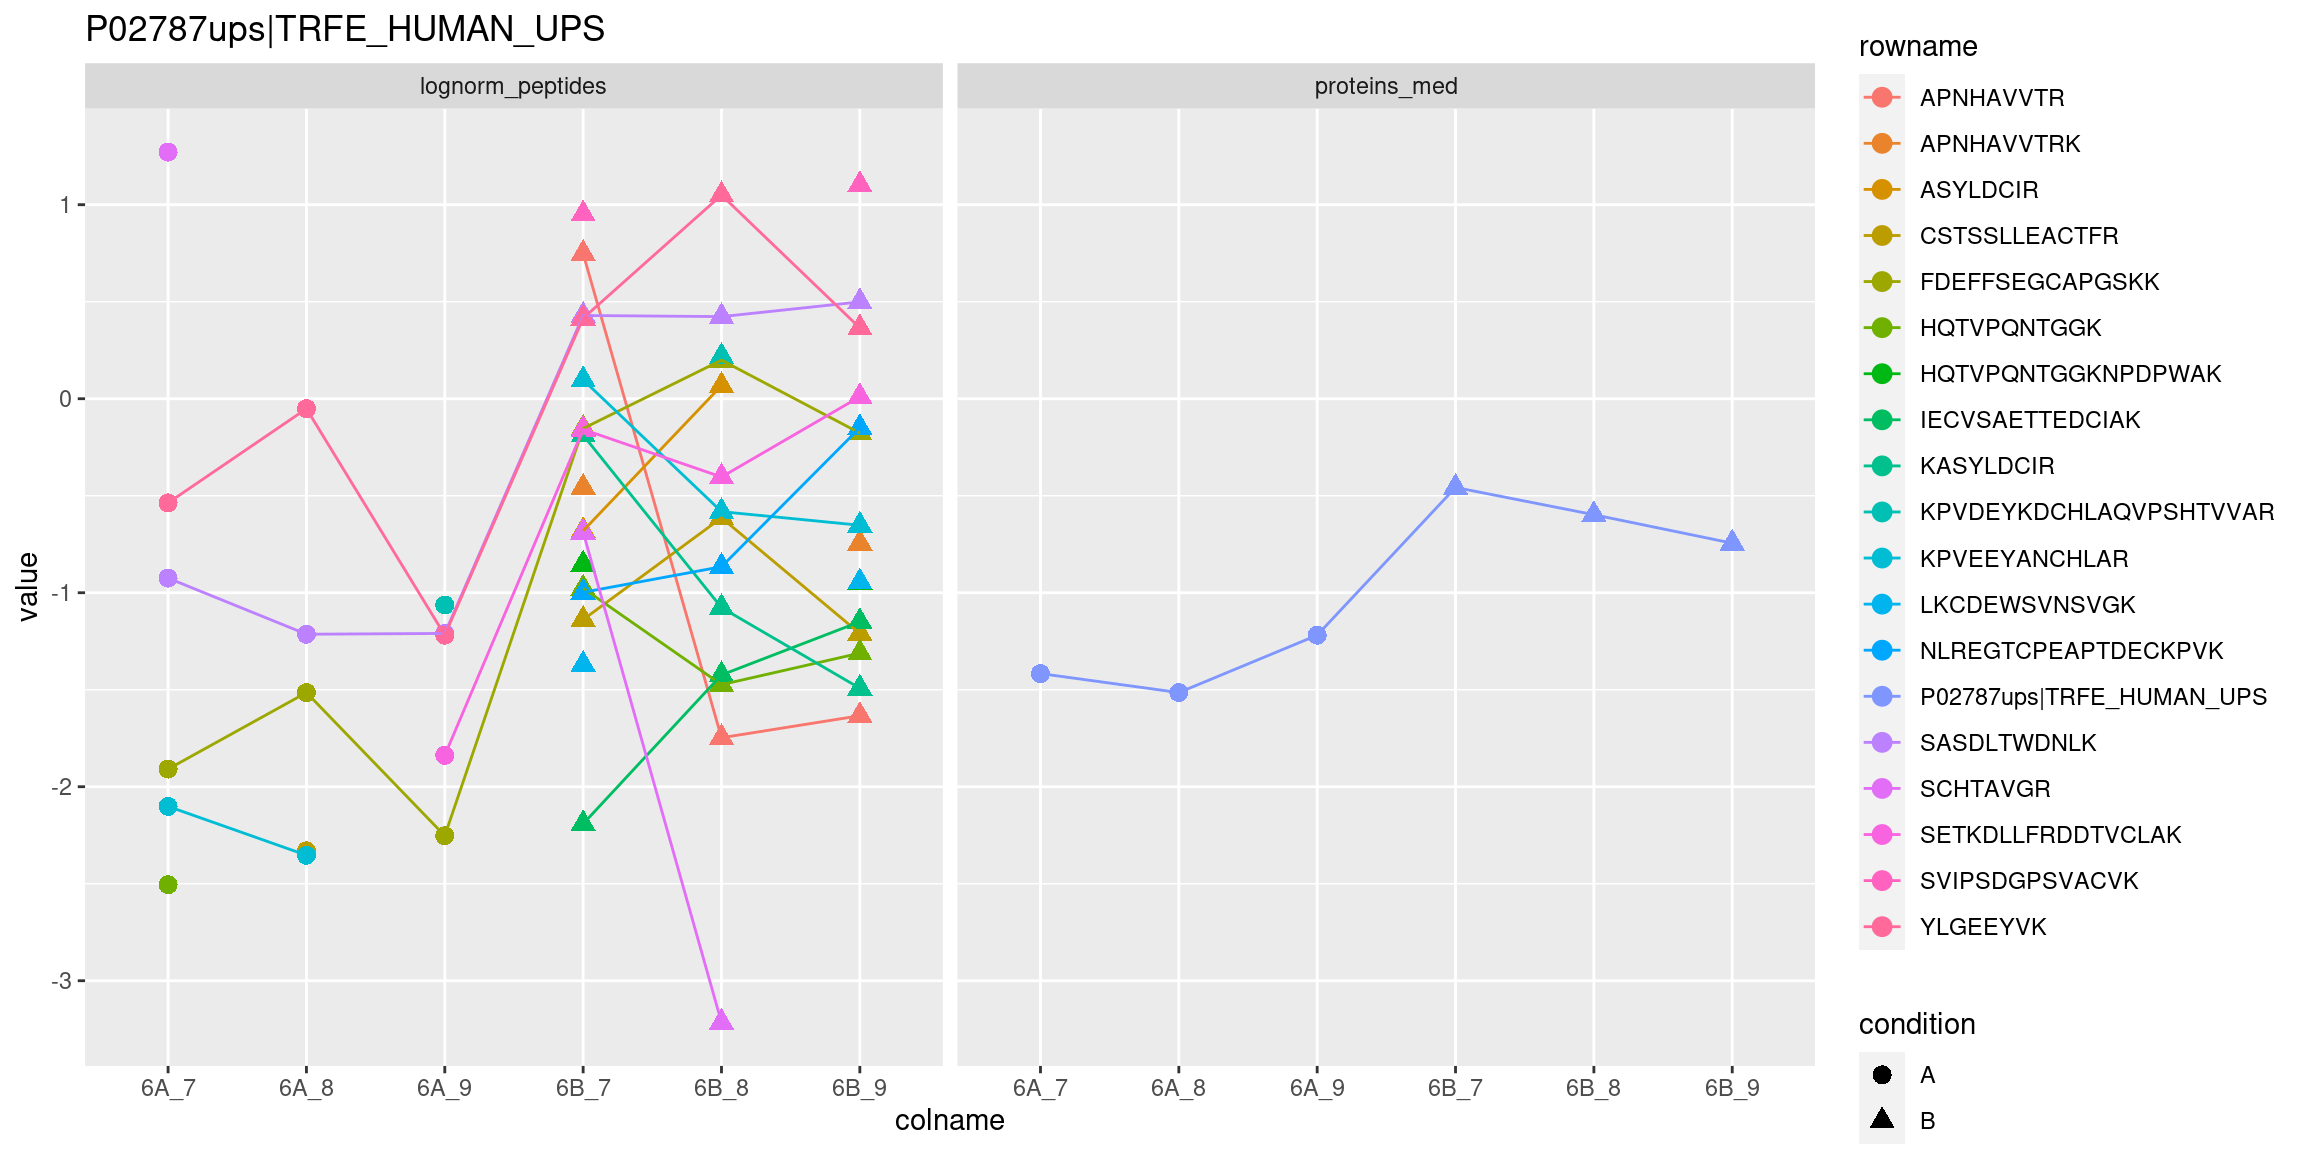 P02787ups|TRFE_HUMAN_UPS
lognorm_peptides
proteins_med
value
1
0
-1
-2
-3
6A_7 6A_8 6A_9 6B_7 6B_8 6B_9
6A_7 6A_8 6A_9 6B_7 6B_8 6B_9
colname
rowname
APNHAVVTR
APNHAVVTRK
ASYLDCIR
CSTSSLLEACTFR
FDEFFSEGCAPGSKK
HQTVPQNTGGK
HQTVPQNTGGKNPDPWAK
IECVSAETTEDCIAK
KASYLDCIR
KPVDEYKDCHLAQVPSHTVVAR
KPVEEYANCHLAR
LKCDEWSVNSVGK
NLREGTCPEAPTDECKPVK
P02787ups|TRFE_HUMAN_UPS
SASDLTWDNLK
SCHTAVGR
SETKDLLFRDDTVCLAK
SVIPSDGPSVACVK
YLGEEYVK
condition
A
B